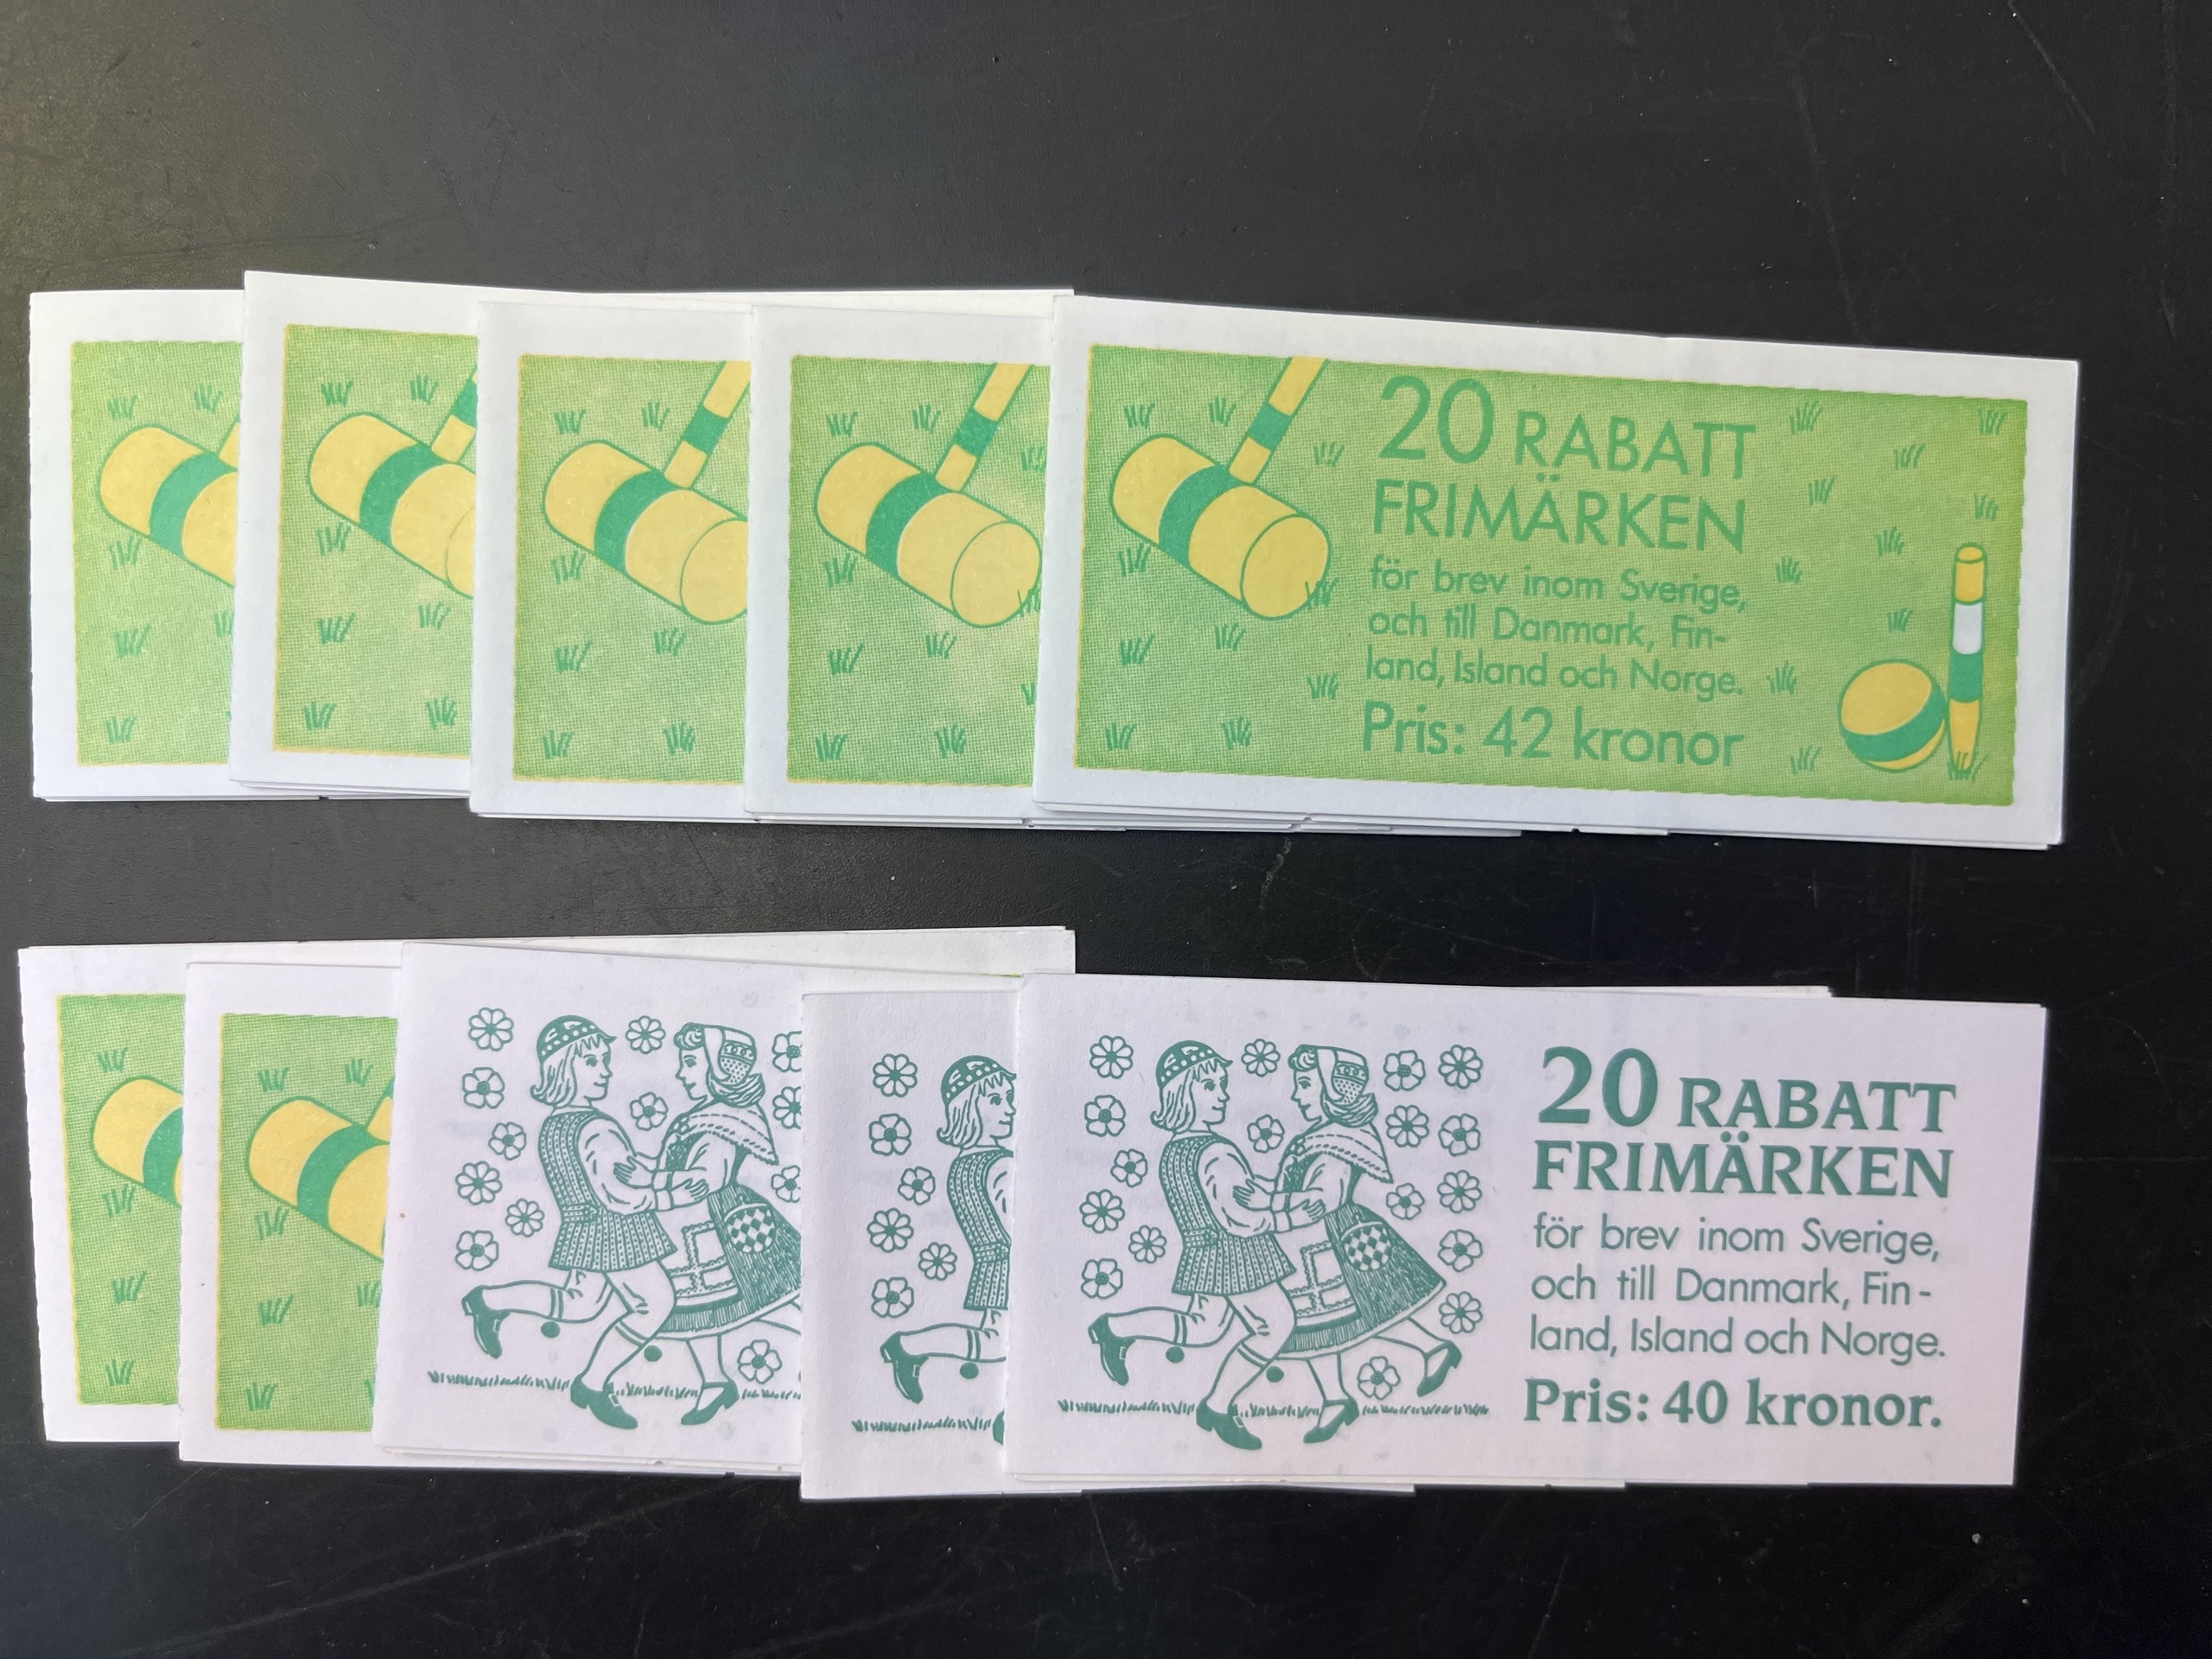 20 RABATT
FRIMÄRKEN
för brev inom Sverige,
och till Danmark, Fin-
land, Island och Norge.
Pris: 42 kronor
20 RABATT
FRIMÄRKEN
för brev inom Sverige,
och till Danmark, Fin-
land, Island och Norge.
Pris: 40 kronor.